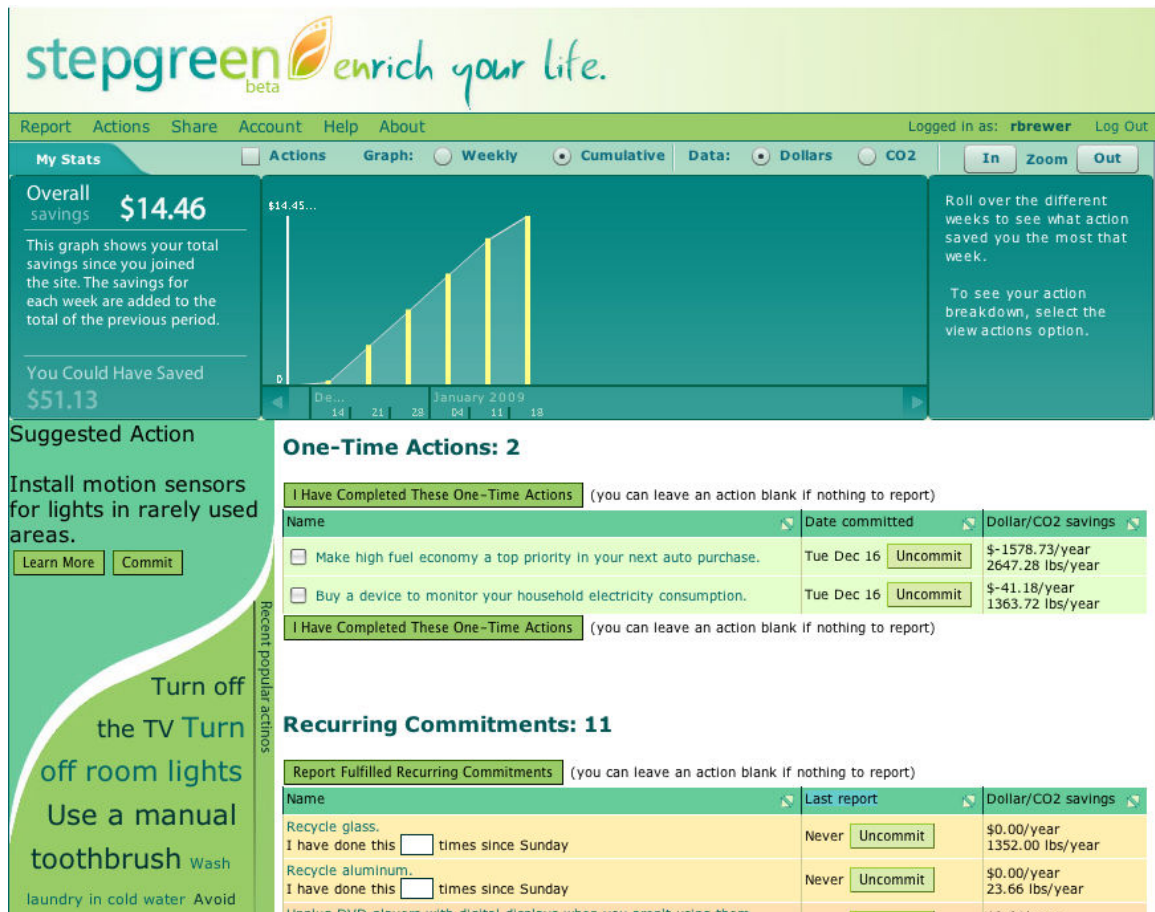 stepgreen beta enrich your life.
Report Actions Share Account Help About Logged in as: rbrewer Log Out
My Stats Actions Graph: Weekly Cumulative Data: Dollars CO2 In Zoom Out
Overall
savings $14.46
This graph shows your total
savings since you joined
the site. The savings for
each week are added to the
total of the previous period.
You Could Have Saved
$51.13
$14.45...
0
De... January 2009
14 21 28 04 11 18
Roll over the different
weeks to see what action
saved you the most that
week.
To see your action
breakdown, select the
view actions option.
Suggested Action
Install motion sensors
for lights in rarely used
areas.
Learn More Commit
Recent popular actinos
Turn off
the TV Turn
off room lights
Use a manual
toothbrush Wash
laundry in cold water Avoid
One-Time Actions: 2
I Have Completed These One-Time Actions (you can leave an action blank if nothing to report)
Name Date committed Dollar/CO2 savings
Make high fuel economy a top priority in your next auto purchase. Tue Dec 16 Uncommit $-1578.73/year
2647.28 lbs/year
Buy a device to monitor your household electricity consumption. Tue Dec 16 Uncommit $-41.18/year
1363.72 lbs/year
I Have Completed These One-Time Actions (you can leave an action blank if nothing to report)
Recurring Commitments: 11
Report Fulfilled Recurring Commitments (you can leave an action blank if nothing to report)
Name Last report Dollar/CO2 savings
Recycle glass.
I have done this times since Sunday Never Uncommit $0.00/year
1352.00 lbs/year
Recycle aluminum.
I have done this times since Sunday Never Uncommit $0.00/year
23.66 lbs/year
Unplug DVD players with digital displays when you aren't using them